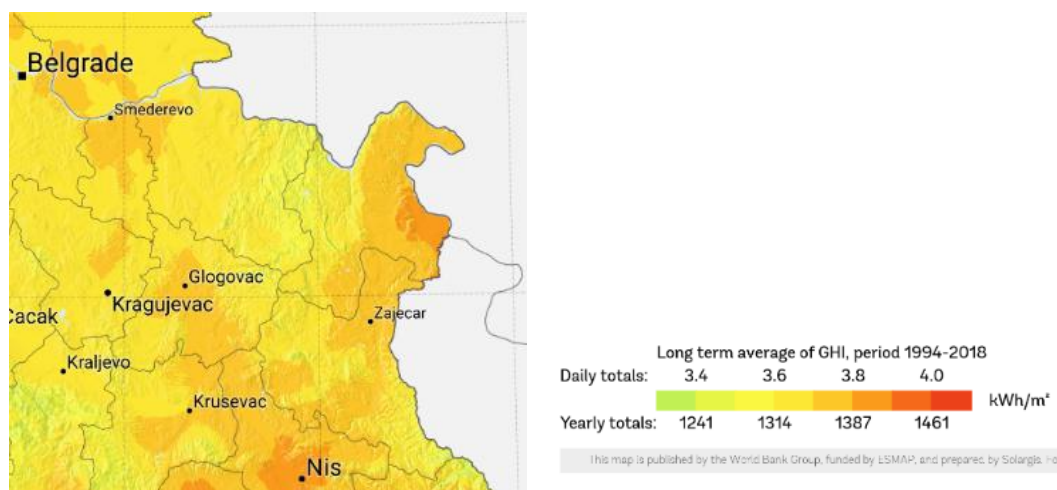 Belgrade
Smederevo
Glogovac
Kragujevac
Cacak
Zajecar
Kraljevo
Krusevac
Nis
Long term average of GHI, period 1994-2018
Daily totals: 3.4 3.6 3.8 4.0
kWh/m²
Yearly totals: 1241 1314 1387 1461
This map is published by the World Bank Group, funded by ESMAP, and prepared by Solargis.